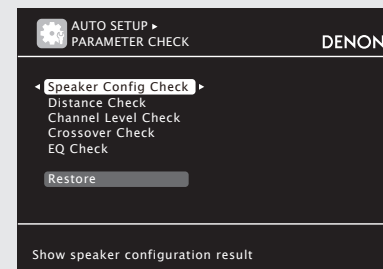 AUTO SETUP ▸
PARAMETER CHECK
DENON
◂ Speaker Config Check ▸
Distance Check
Channel Level Check
Crossover Check
EQ Check
Restore
Show speaker configuration result